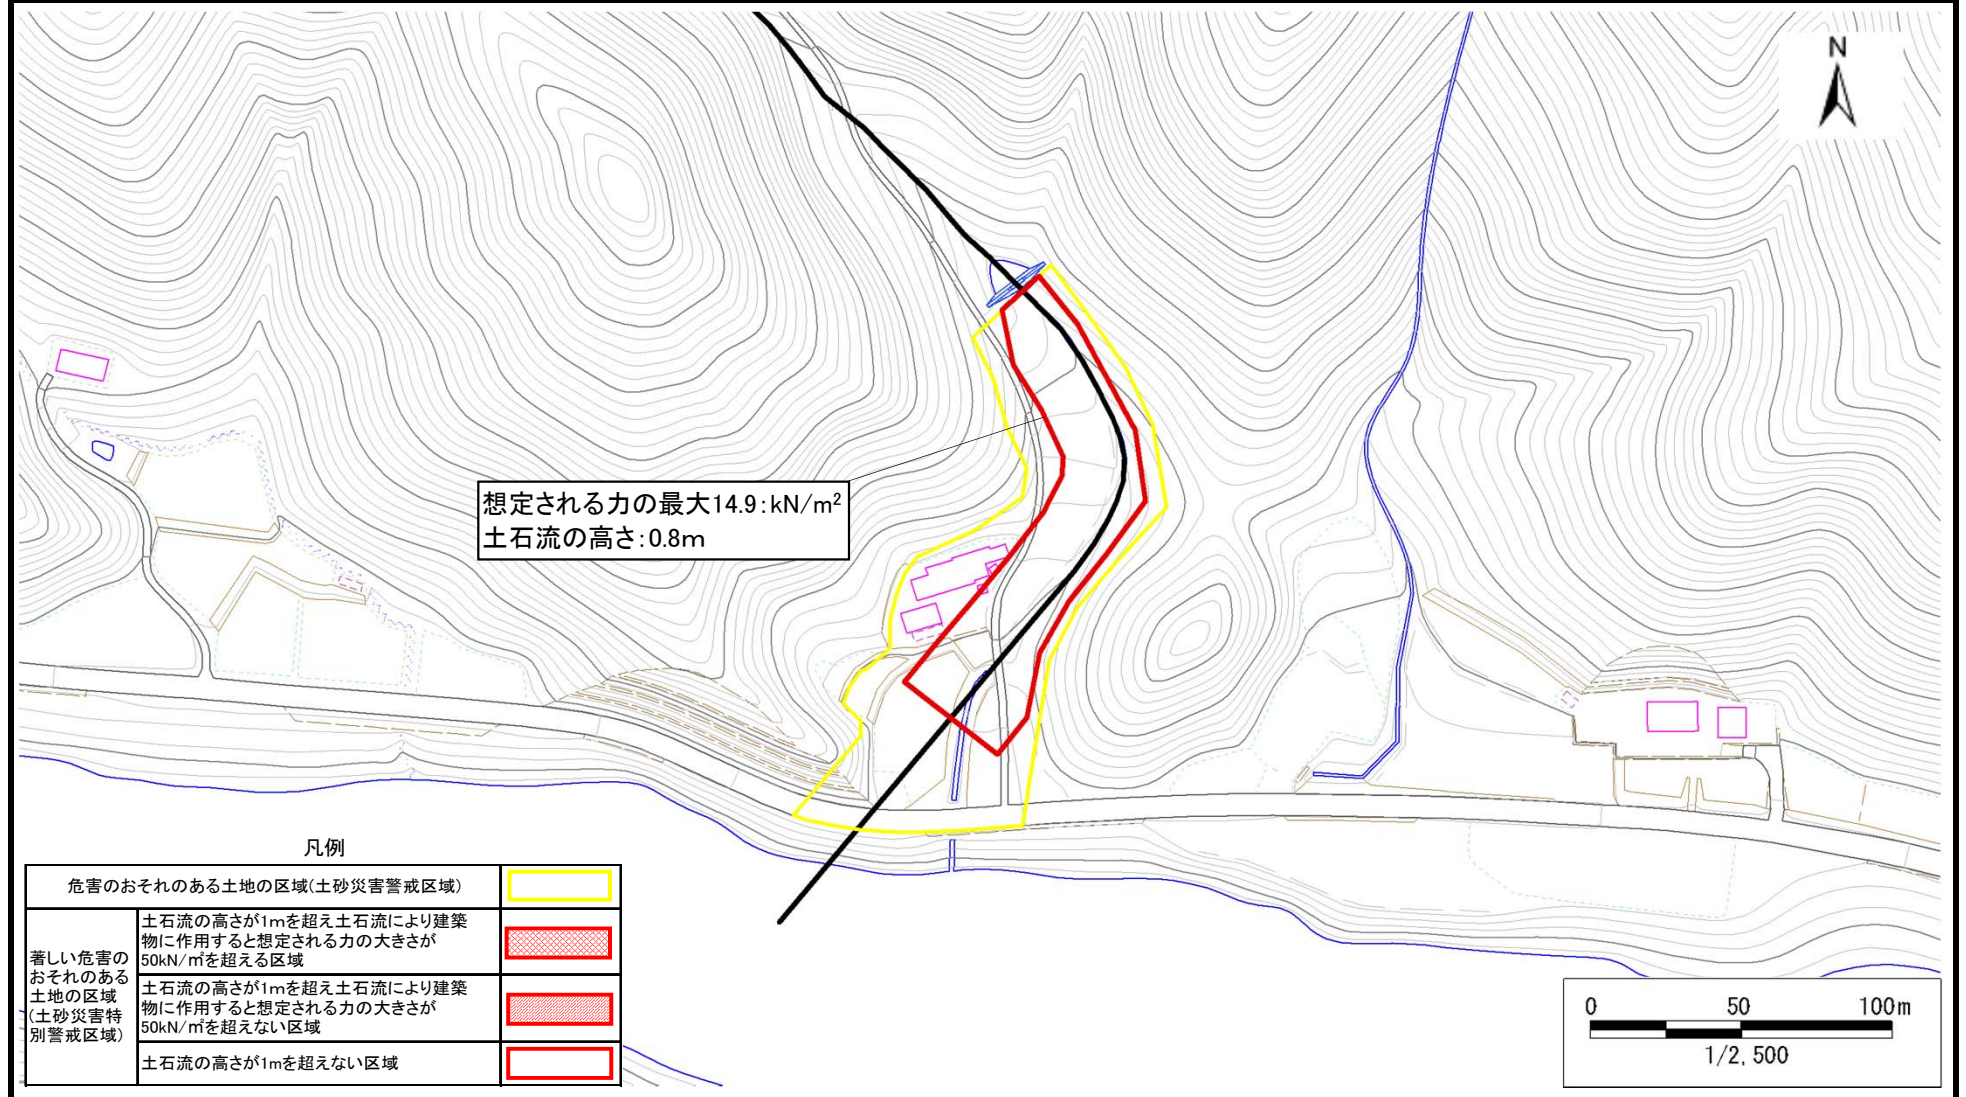 N
想定される力の最大14.9:kN/m²
土石流の高さ:0.8m
凡例
危害のおそれのある土地の区域(土砂災害警戒区域)
著しい危害の
おそれのある
土地の区域
(土砂災害特
別警戒区域)
土石流の高さが1mを超え土石流により建築
物に作用すると想定される力の大きさが
50kN/㎡を超える区域
土石流の高さが1mを超え土石流により建築
物に作用すると想定される力の大きさが
50kN/㎡を超えない区域
土石流の高さが1mを超えない区域
0 50 100m
1/2,500